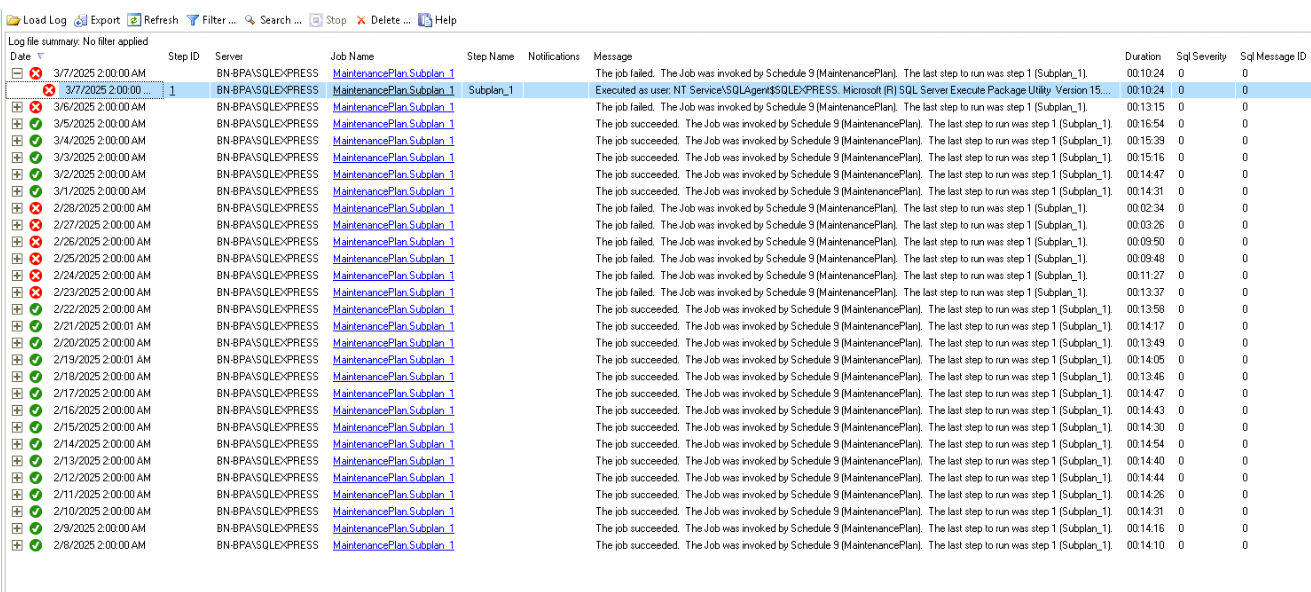 Load Log Export Refresh Filter ... Search ... Stop Delete ... Help
Log file summary: No filter applied
Date Step ID Server Job Name Step Name Notifications Message Duration Sql Severity Sql Message ID
3/7/2025 2:00:00 AM BN-BPA\SQLEXPRESS MaintenancePlan.Subplan_1 The job failed. The Job was invoked by Schedule 9 (MaintenancePlan). The last step to run was step 1 (Subplan_1). 00:10:24 0 0
3/7/2025 2:00:00 ... 1 BN-BPA\SQLEXPRESS MaintenancePlan.Subplan_1 Subplan_1 Executed as user: NT Service\SQLAgent$SQLEXPRESS. Microsoft (R) SQL Server Execute Package Utility Version 15.... 00:10:24 0 0
3/6/2025 2:00:00 AM BN-BPA\SQLEXPRESS MaintenancePlan.Subplan_1 The job failed. The Job was invoked by Schedule 9 (MaintenancePlan). The last step to run was step 1 (Subplan_1). 00:13:15 0 0
3/5/2025 2:00:00 AM BN-BPA\SQLEXPRESS MaintenancePlan.Subplan_1 The job succeeded. The Job was invoked by Schedule 9 (MaintenancePlan). The last step to run was step 1 (Subplan_1). 00:16:54 0 0
3/4/2025 2:00:00 AM BN-BPA\SQLEXPRESS MaintenancePlan.Subplan_1 The job succeeded. The Job was invoked by Schedule 9 (MaintenancePlan). The last step to run was step 1 (Subplan_1). 00:15:39 0 0
3/3/2025 2:00:00 AM BN-BPA\SQLEXPRESS MaintenancePlan.Subplan_1 The job succeeded. The Job was invoked by Schedule 9 (MaintenancePlan). The last step to run was step 1 (Subplan_1). 00:15:16 0 0
3/2/2025 2:00:00 AM BN-BPA\SQLEXPRESS MaintenancePlan.Subplan_1 The job succeeded. The Job was invoked by Schedule 9 (MaintenancePlan). The last step to run was step 1 (Subplan_1). 00:14:47 0 0
3/1/2025 2:00:00 AM BN-BPA\SQLEXPRESS MaintenancePlan.Subplan_1 The job succeeded. The Job was invoked by Schedule 9 (MaintenancePlan). The last step to run was step 1 (Subplan_1). 00:14:31 0 0
2/28/2025 2:00:00 AM BN-BPA\SQLEXPRESS MaintenancePlan.Subplan_1 The job failed. The Job was invoked by Schedule 9 (MaintenancePlan). The last step to run was step 1 (Subplan_1). 00:02:34 0 0
2/27/2025 2:00:00 AM BN-BPA\SQLEXPRESS MaintenancePlan.Subplan_1 The job failed. The Job was invoked by Schedule 9 (MaintenancePlan). The last step to run was step 1 (Subplan_1). 00:03:26 0 0
2/26/2025 2:00:00 AM BN-BPA\SQLEXPRESS MaintenancePlan.Subplan_1 The job failed. The Job was invoked by Schedule 9 (MaintenancePlan). The last step to run was step 1 (Subplan_1). 00:09:50 0 0
2/25/2025 2:00:00 AM BN-BPA\SQLEXPRESS MaintenancePlan.Subplan_1 The job failed. The Job was invoked by Schedule 9 (MaintenancePlan). The last step to run was step 1 (Subplan_1). 00:09:48 0 0
2/24/2025 2:00:00 AM BN-BPA\SQLEXPRESS MaintenancePlan.Subplan_1 The job failed. The Job was invoked by Schedule 9 (MaintenancePlan). The last step to run was step 1 (Subplan_1). 00:11:27 0 0
2/23/2025 2:00:00 AM BN-BPA\SQLEXPRESS MaintenancePlan.Subplan_1 The job failed. The Job was invoked by Schedule 9 (MaintenancePlan). The last step to run was step 1 (Subplan_1). 00:13:37 0 0
2/22/2025 2:00:00 AM BN-BPA\SQLEXPRESS MaintenancePlan.Subplan_1 The job succeeded. The Job was invoked by Schedule 9 (MaintenancePlan). The last step to run was step 1 (Subplan_1). 00:13:58 0 0
2/21/2025 2:00:01 AM BN-BPA\SQLEXPRESS MaintenancePlan.Subplan_1 The job succeeded. The Job was invoked by Schedule 9 (MaintenancePlan). The last step to run was step 1 (Subplan_1). 00:14:17 0 0
2/20/2025 2:00:00 AM BN-BPA\SQLEXPRESS MaintenancePlan.Subplan_1 The job succeeded. The Job was invoked by Schedule 9 (MaintenancePlan). The last step to run was step 1 (Subplan_1). 00:13:49 0 0
2/19/2025 2:00:01 AM BN-BPA\SQLEXPRESS MaintenancePlan.Subplan_1 The job succeeded. The Job was invoked by Schedule 9 (MaintenancePlan). The last step to run was step 1 (Subplan_1). 00:14:05 0 0
2/18/2025 2:00:00 AM BN-BPA\SQLEXPRESS MaintenancePlan.Subplan_1 The job succeeded. The Job was invoked by Schedule 9 (MaintenancePlan). The last step to run was step 1 (Subplan_1). 00:13:46 0 0
2/17/2025 2:00:00 AM BN-BPA\SQLEXPRESS MaintenancePlan.Subplan_1 The job succeeded. The Job was invoked by Schedule 9 (MaintenancePlan). The last step to run was step 1 (Subplan_1). 00:14:47 0 0
2/16/2025 2:00:00 AM BN-BPA\SQLEXPRESS MaintenancePlan.Subplan_1 The job succeeded. The Job was invoked by Schedule 9 (MaintenancePlan). The last step to run was step 1 (Subplan_1). 00:14:43 0 0
2/15/2025 2:00:00 AM BN-BPA\SQLEXPRESS MaintenancePlan.Subplan_1 The job succeeded. The Job was invoked by Schedule 9 (MaintenancePlan). The last step to run was step 1 (Subplan_1). 00:14:30 0 0
2/14/2025 2:00:00 AM BN-BPA\SQLEXPRESS MaintenancePlan.Subplan_1 The job succeeded. The Job was invoked by Schedule 9 (MaintenancePlan). The last step to run was step 1 (Subplan_1). 00:14:54 0 0
2/13/2025 2:00:00 AM BN-BPA\SQLEXPRESS MaintenancePlan.Subplan_1 The job succeeded. The Job was invoked by Schedule 9 (MaintenancePlan). The last step to run was step 1 (Subplan_1). 00:14:40 0 0
2/12/2025 2:00:00 AM BN-BPA\SQLEXPRESS MaintenancePlan.Subplan_1 The job succeeded. The Job was invoked by Schedule 9 (MaintenancePlan). The last step to run was step 1 (Subplan_1). 00:14:44 0 0
2/11/2025 2:00:00 AM BN-BPA\SQLEXPRESS MaintenancePlan.Subplan_1 The job succeeded. The Job was invoked by Schedule 9 (MaintenancePlan). The last step to run was step 1 (Subplan_1). 00:14:26 0 0
2/10/2025 2:00:00 AM BN-BPA\SQLEXPRESS MaintenancePlan.Subplan_1 The job succeeded. The Job was invoked by Schedule 9 (MaintenancePlan). The last step to run was step 1 (Subplan_1). 00:14:31 0 0
2/9/2025 2:00:00 AM BN-BPA\SQLEXPRESS MaintenancePlan.Subplan_1 The job succeeded. The Job was invoked by Schedule 9 (MaintenancePlan). The last step to run was step 1 (Subplan_1). 00:14:16 0 0
2/8/2025 2:00:00 AM BN-BPA\SQLEXPRESS MaintenancePlan.Subplan_1 The job succeeded. The Job was invoked by Schedule 9 (MaintenancePlan). The last step to run was step 1 (Subplan_1). 00:14:10 0 0